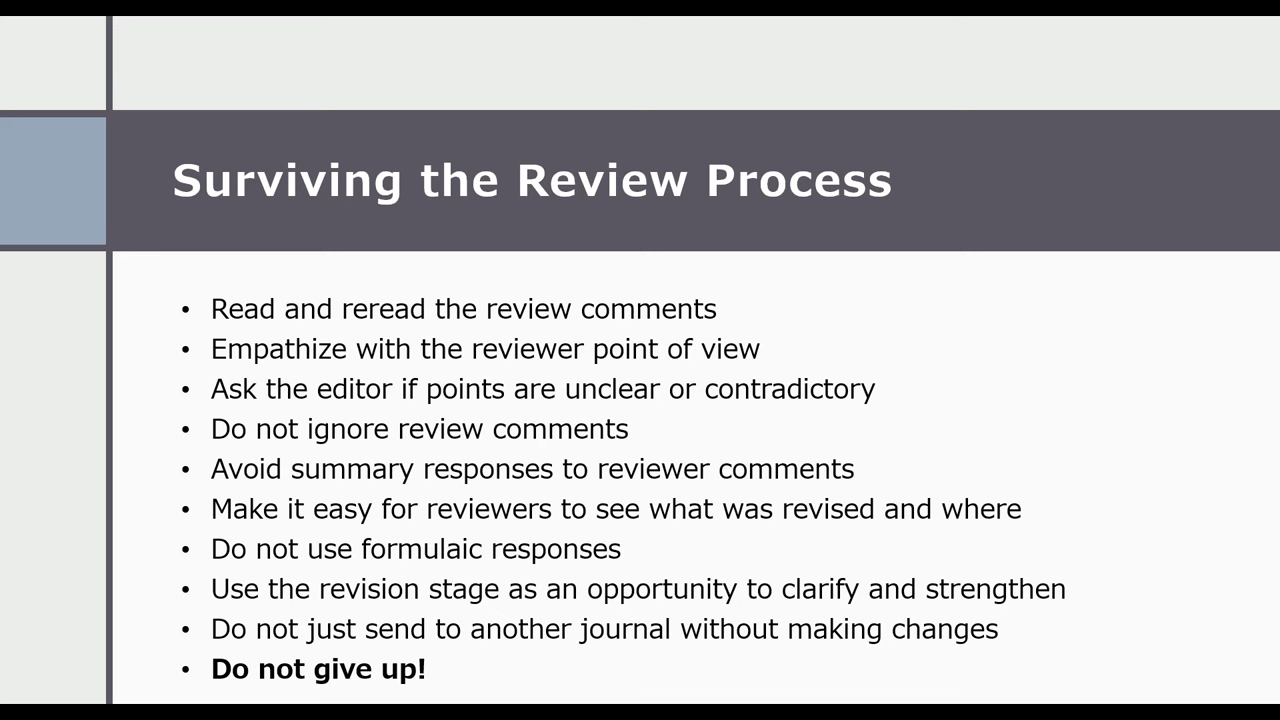 Surviving the Review Process
• Read and reread the review comments
• Empathize with the reviewer point of view
• Ask the editor if points are unclear or contradictory
• Do not ignore review comments
• Avoid summary responses to reviewer comments
• Make it easy for reviewers to see what was revised and where
• Do not use formulaic responses
• Use the revision stage as an opportunity to clarify and strengthen
• Do not just send to another journal without making changes
• Do not give up!